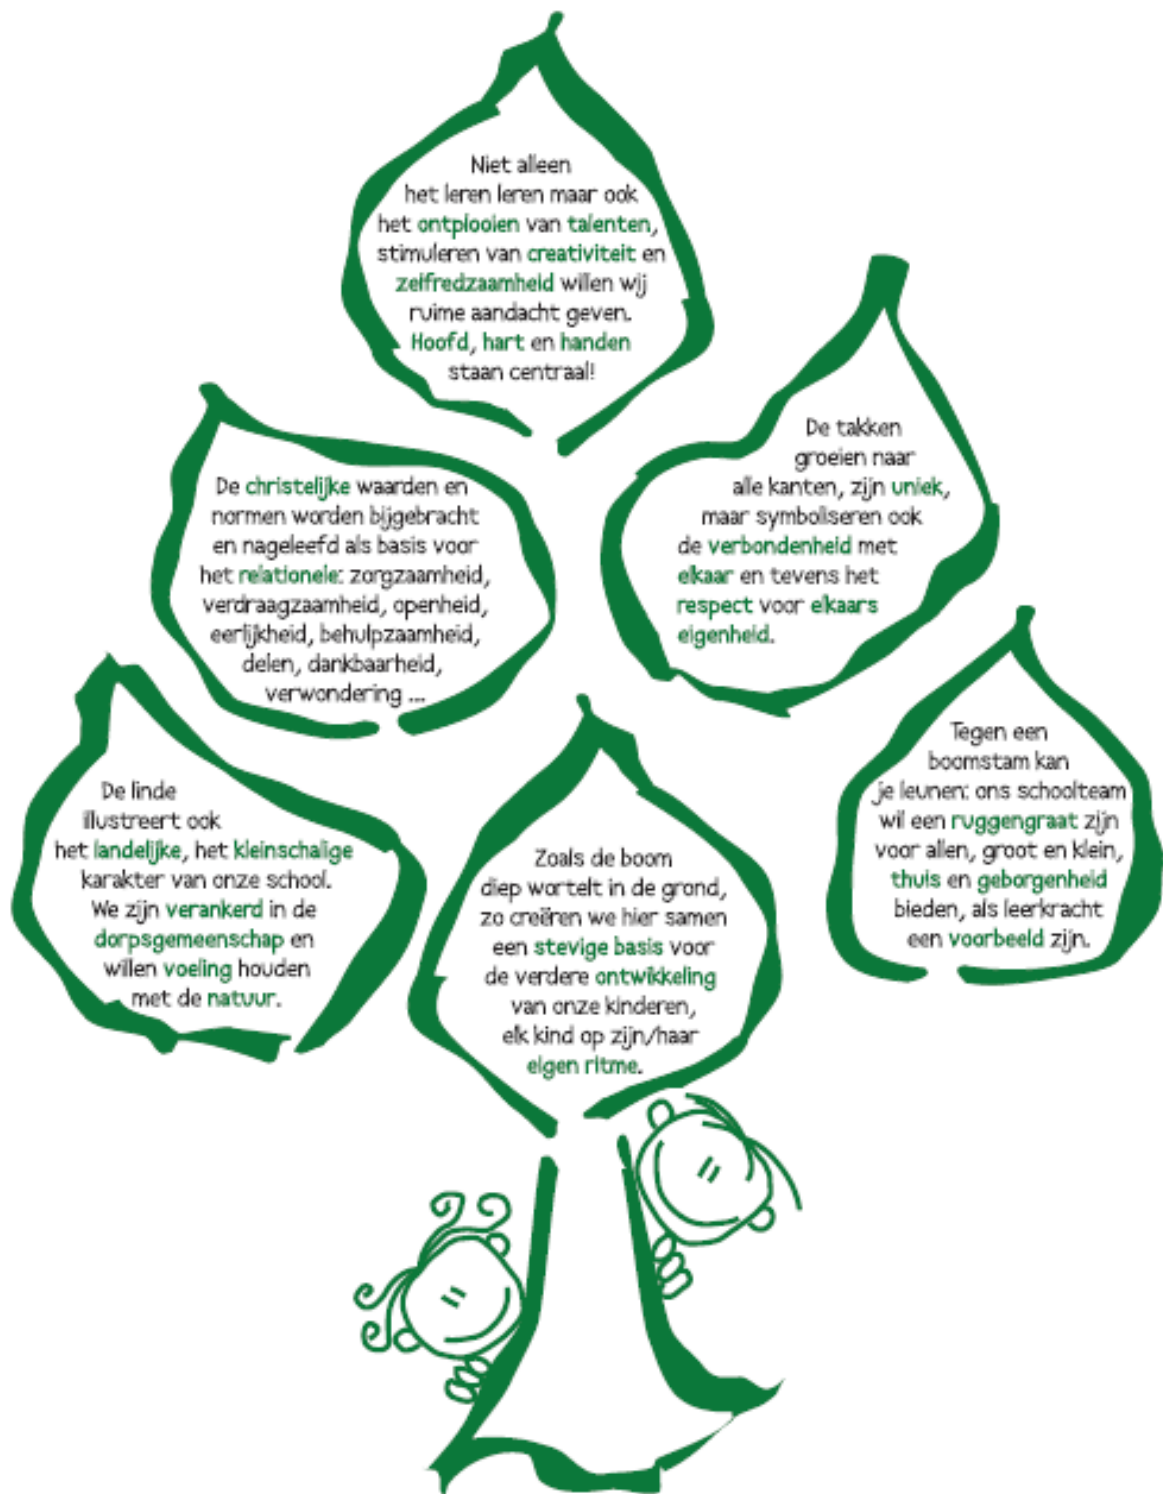 Niet alleen
het leren leren maar ook
het ontplooien van talenten,
stimuleren van creativiteit en
zelfredzaamheid willen wij
ruime aandacht geven.
Hoofd, hart en handen
staan centraal!
De takken
groeien naar
alle kanten, zijn uniek,
maar symboliseren ook
de verbondenheid met
elkaar en tevens het
respect voor elkaars
eigenheid.
De christelijke waarden en
normen worden bijgebracht
en nageleefd als basis voor
het relationele: zorgzaamheid,
verdraagzaamheid, openheid,
eerlijkheid, behulpzaamheid,
delen, dankbaarheid,
verwondering ...
Tegen een
boomstam kan
je leunen: ons schoolteam
wil een ruggengraat zijn
voor allen, groot en klein,
thuis en geborgenheid
bieden, als leerkracht
een voorbeeld zijn.
De linde
illustreert ook
het landelijke, het kleinschalige
karakter van onze school.
We zijn verankerd in de
dorpsgemeenschap en
willen voeling houden
met de natuur.
Zoals de boom
diep wortelt in de grond,
zo creëren we hier samen
een stevige basis voor
de verdere ontwikkeling
van onze kinderen,
elk kind op zijn/haar
eigen ritme.